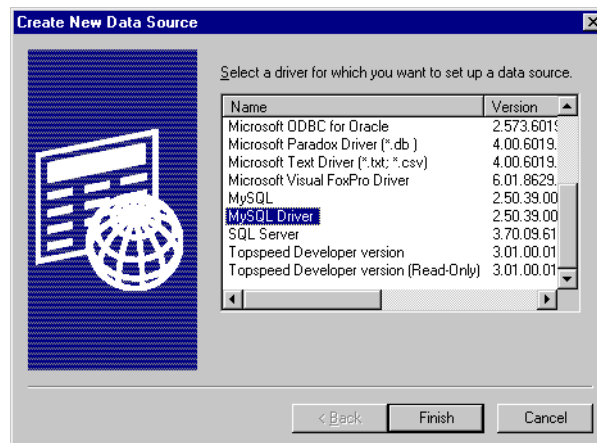 Create New Data Source
Select a driver for which you want to set up a data source.
Name Version
Microsoft ODBC for Oracle 2.573.6019
Microsoft Paradox Driver (*.db ) 4.00.6019.
Microsoft Text Driver (*.txt; *.csv) 4.00.6019.
Microsoft Visual FoxPro Driver 6.01.8629.
MySQL 2.50.39.00
MySQL Driver 2.50.39.00
SQL Server 3.70.09.61
Topspeed Developer version 3.01.00.01
Topspeed Developer version (Read-Only) 3.01.00.01
< Back Finish Cancel